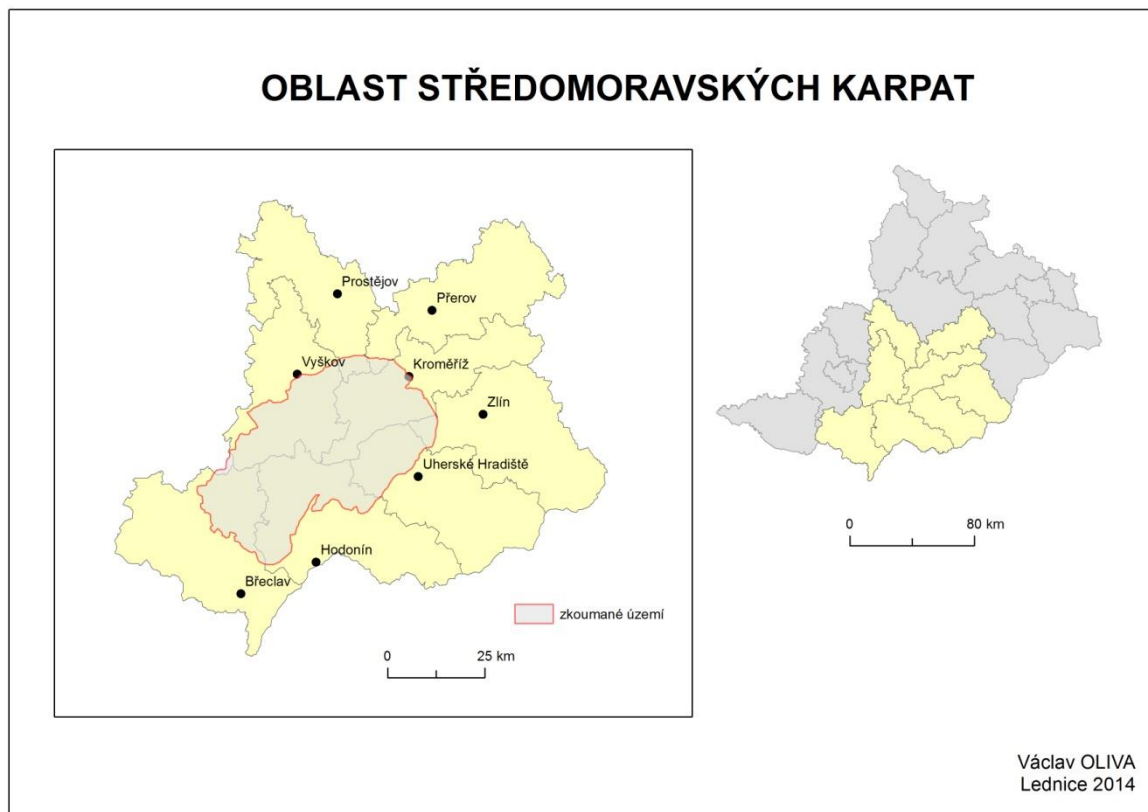 OBLAST STŘEDOMORAVSKÝCH KARPAT
Prostějov
Přerov
Vyškov
Kroměříž
Zlín
Uherské Hradiště
Hodonín
Břeclav
zkoumané území
0 25 km
0 80 km
Václav OLIVA
Lednice 2014